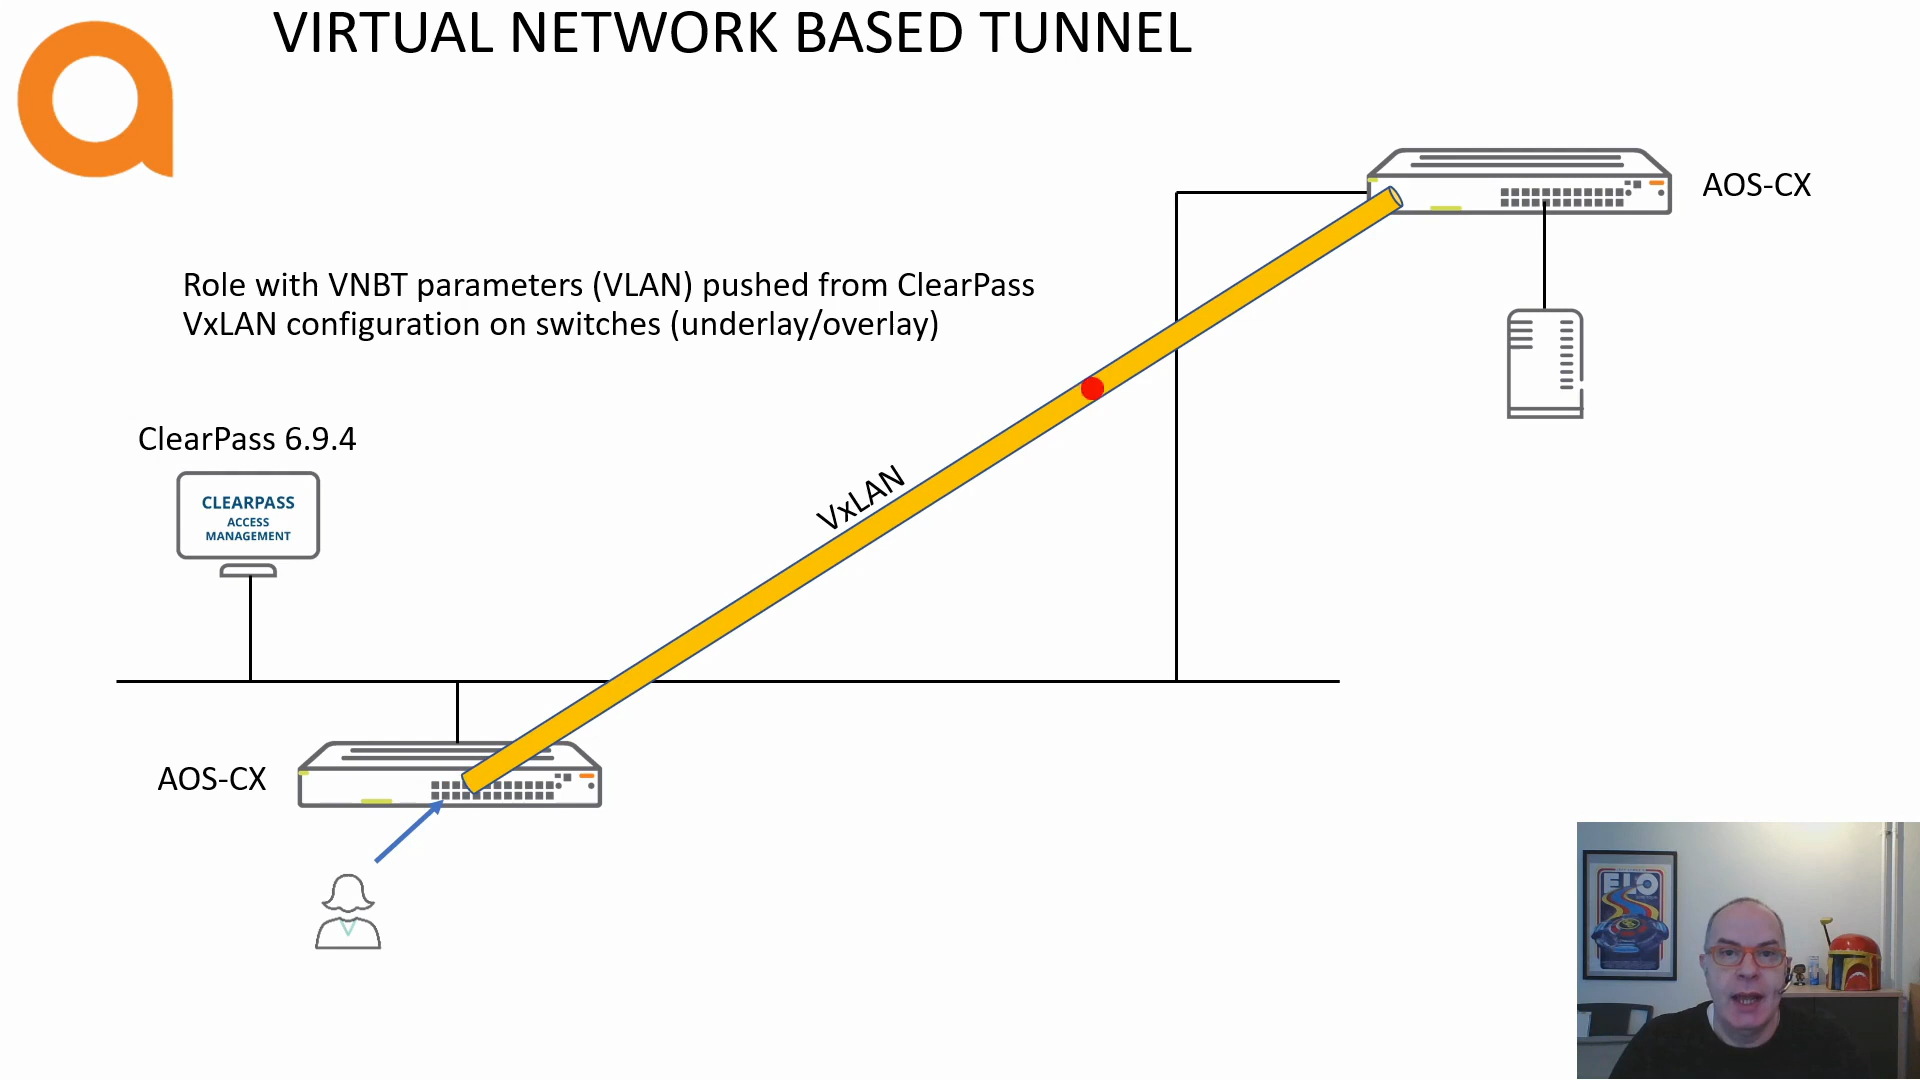 VIRTUAL NETWORK BASED TUNNEL
AOS-CX
Role with VNBT parameters (VLAN) pushed from ClearPass
VxLAN configuration on switches (underlay/overlay)
ClearPass 6.9.4
CLEARPASS
ACCESS
MANAGEMENT
VxLAN
AOS-CX
ELO